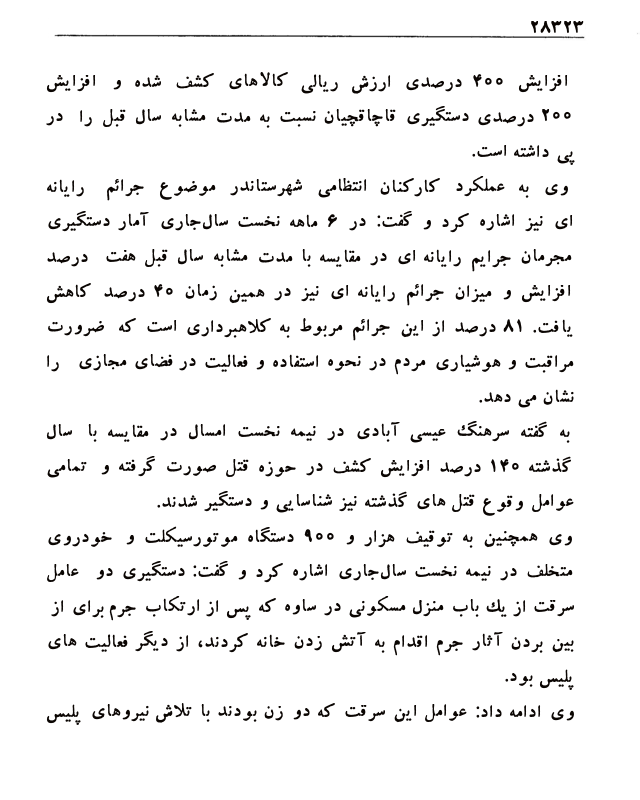 ۲۸۳۲۳
افزایش ۴۰۰ درصدی ارزش ریالی کالاهای کشف شده و افزایش
۲۰۰ درصدی دستگیری قاچاقچیان نسبت به مدت مشابه سال قبل را در
پی داشته است.
وی به عملکرد کارکنان انتظامی شهرستاندر موضوع جرائم رایانه
ای نیز اشاره کرد و گفت: در ۶ ماهه نخست سال‌جاری آمار دستگیری
مجرمان جرایم رایانه ای در مقایسه با مدت مشابه سال قبل هفت درصد
افزایش و میزان جرائم رایانه ای نیز در همین زمان ۴۰ درصد کاهش
یافت. ۸۱ درصد از این جرائم مربوط به کلاهبرداری است که ضرورت
مراقبت و هوشیاری مردم در نحوه استفاده و فعالیت در فضای مجازی را
نشان می دهد.
به گفته سرهنگ عیسی آبادی در نیمه نخست امسال در مقایسه با سال
گذشته ۱۴۰ درصد افزایش کشف در حوزه قتل صورت گرفته و تمامی
عوامل وقوع قتل های گذشته نیز شناسایی و دستگیر شدند.
وی همچنین به توقیف هزار و ۹۰۰ دستگاه موتورسیکلت و خودروی
متخلف در نیمه نخست سال‌جاری اشاره کرد و گفت: دستگیری دو عامل
سرقت از یك باب منزل مسکونی در ساوه که پس از ارتکاب جرم برای از
بین بردن آثار جرم اقدام به آتش زدن خانه کردند، از دیگر فعالیت های
پلیس بود.
وی ادامه داد: عوامل این سرقت که دو زن بودند با تلاش نیروهای پلیس